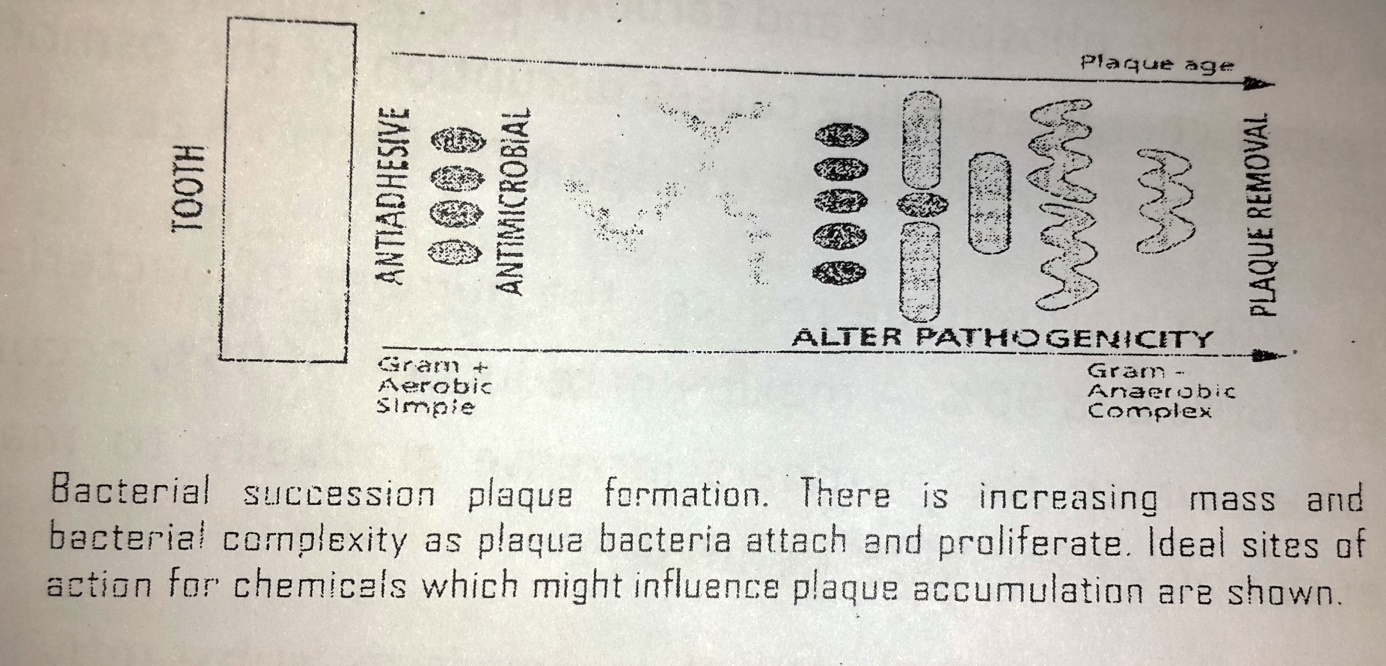 Plaque age
TOOTH
ANTIADHESIVE
ANTIMICROBIAL
PLAQUE REMOVAL
ALTER PATHOGENICITY
Gram +
Aerobic
Simple
Gram -
Anaerobic
Complex
Bacterial succession plaque formation. There is increasing mass and
bacterial complexity as plaque bacteria attach and proliferate. Ideal sites of
action for chemicals which might influence plaque accumulation are shown.